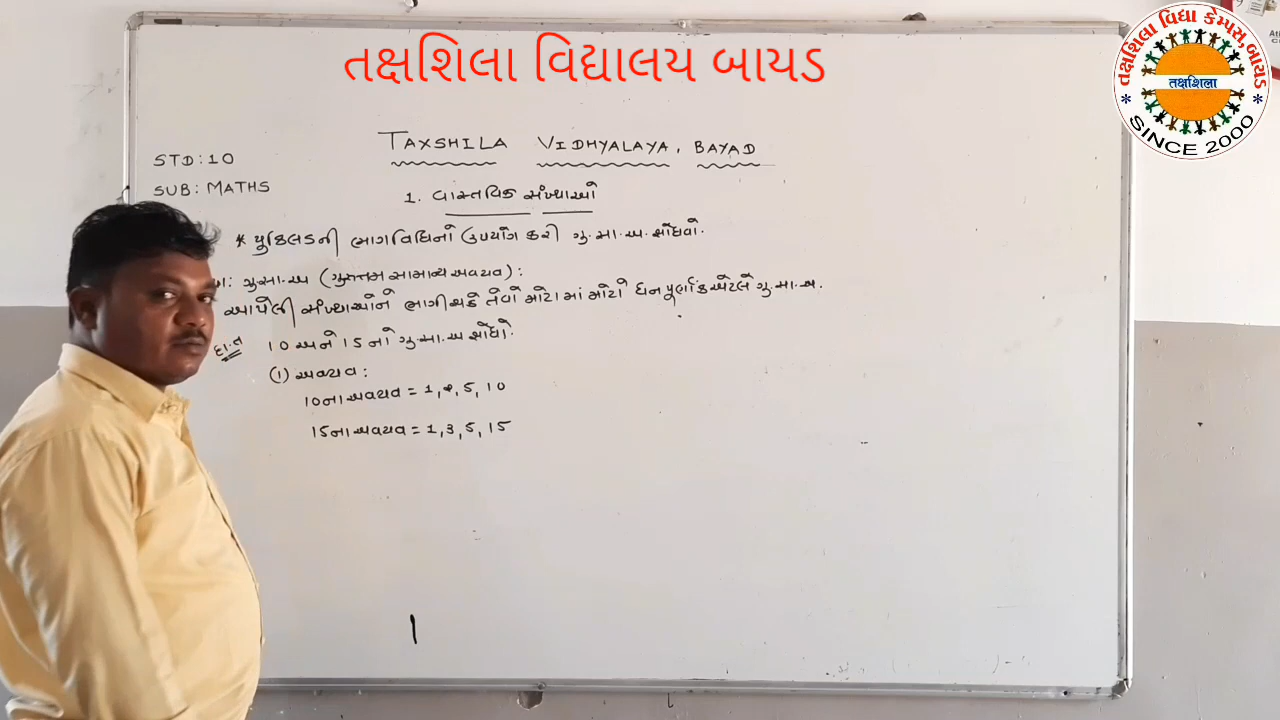 તક્ષશિલા વિદ્યાલય બાયડ
તક્ષશિલા વિદ્યા કેમ્પસ, બાયડ
તક્ષશિલા
* SINCE 2000 *
TAXSHILA VIDHYALAYA, BAYAD
STD: 10
SUB: MATHS
1. વાસ્તવિક સંખ્યાઓ
* યુક્લિડની ભાગવિધિનો ઉપયોગ કરી ગુ.સા.અ. શોધવો.
ગુ.સા.અ (ગુરુત્તમ સામાન્ય અવયવ):
આપેલી સંખ્યાઓને ભાગી શકે તેવો મોટામાં મોટો ધન પૂર્ણાંક એટલે ગુ.સા.અ.
દા.ત 10 અને 15 નો ગુ.સા.અ શોધો.
(1) અવયવ:
10ના અવયવ = 1, 2, 5, 10
15ના અવયવ = 1, 3, 5, 15